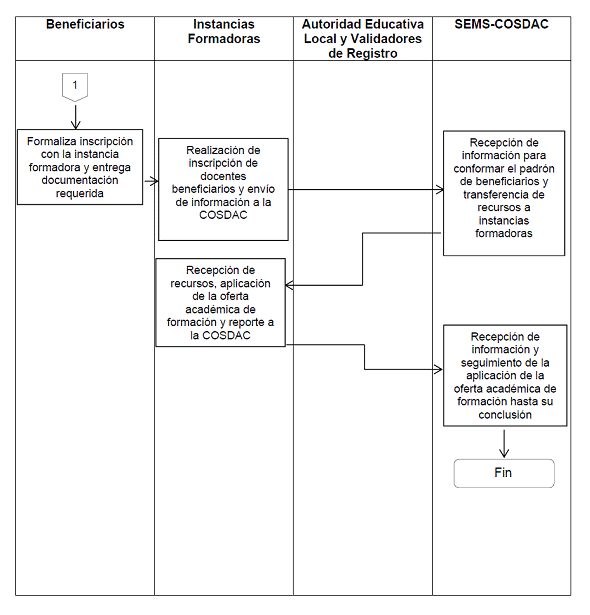 Beneficiarios
Instancias
Formadoras
Autoridad Educativa
Local y Validadores
de Registro
SEMS-COSDAC
1
Formaliza inscripción
con la instancia
formadora y entrega
documentación
requerida
Realización de
inscripción de
docentes
beneficiarios y envío
de información a la
COSDAC
Recepción de
información para
conformar el padrón
de beneficiarios y
transferencia de
recursos a
instancias
formadoras
Recepción de
recursos, aplicación
de la oferta
académica de
formación y reporte a
la COSDAC
Recepción de
información y
seguimiento de la
aplicación de la
oferta académica de
formación hasta su
conclusión
Fin